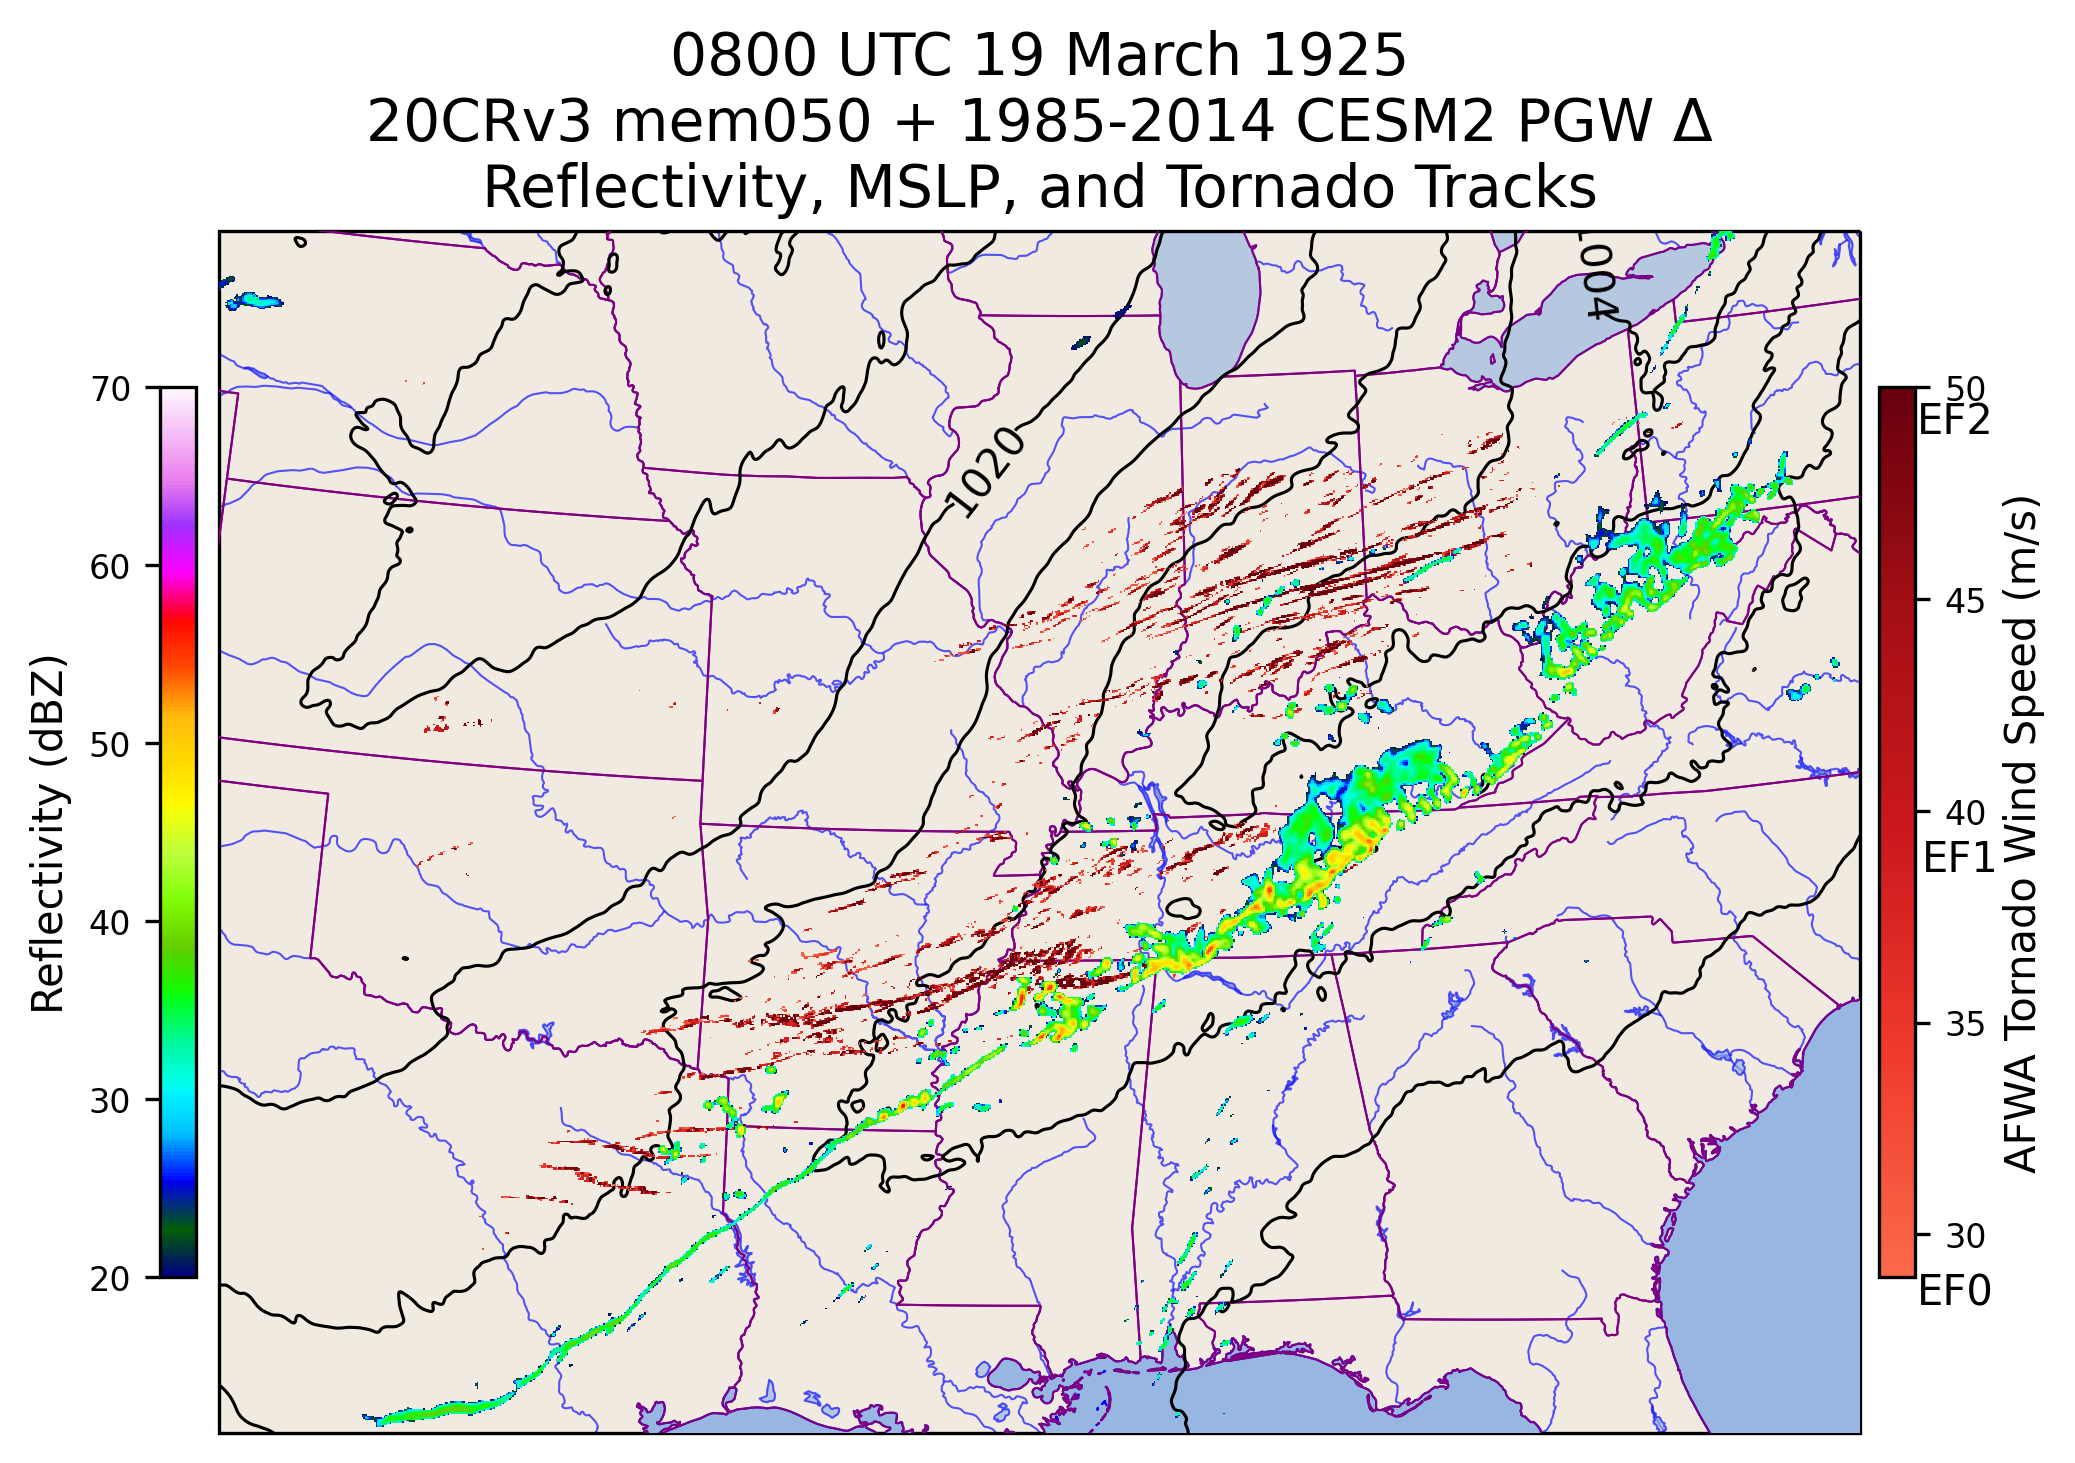 0800 UTC 19 March 1925
20CRv3 mem050 + 1985-2014 CESM2 PGW Δ
Reflectivity, MSLP, and Tornado Tracks
Reflectivity (dBZ)
70
60
50
40
30
20
1020
1004
50
EF2
45
40
EF1
35
30
EF0
AFWA Tornado Wind Speed (m/s)